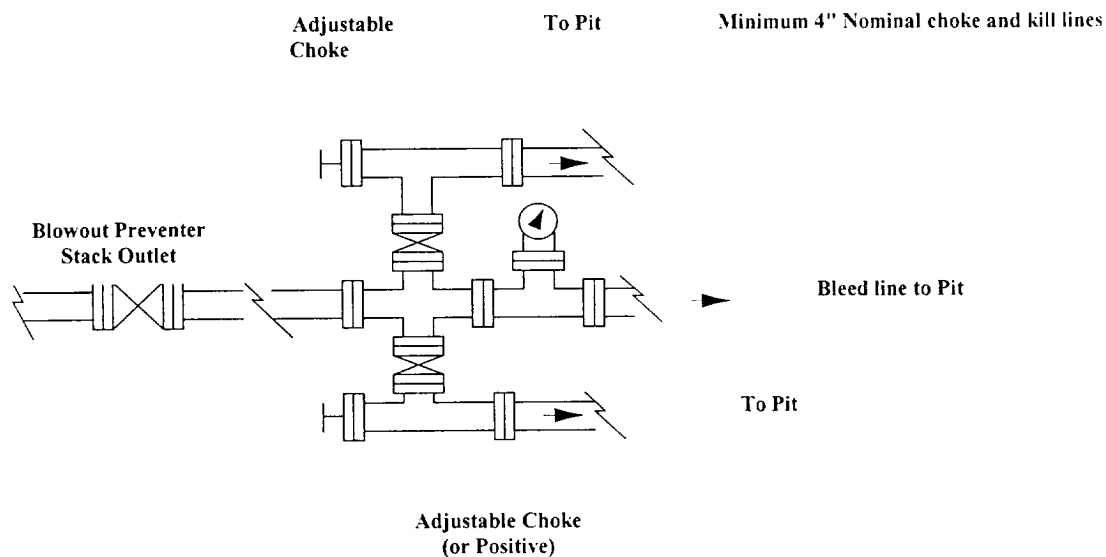 Adjustable
Choke
To Pit
Minimum 4" Nominal choke and kill lines
Blowout Preventer
Stack Outlet
Bleed line to Pit
To Pit
Adjustable Choke
(or Positive)